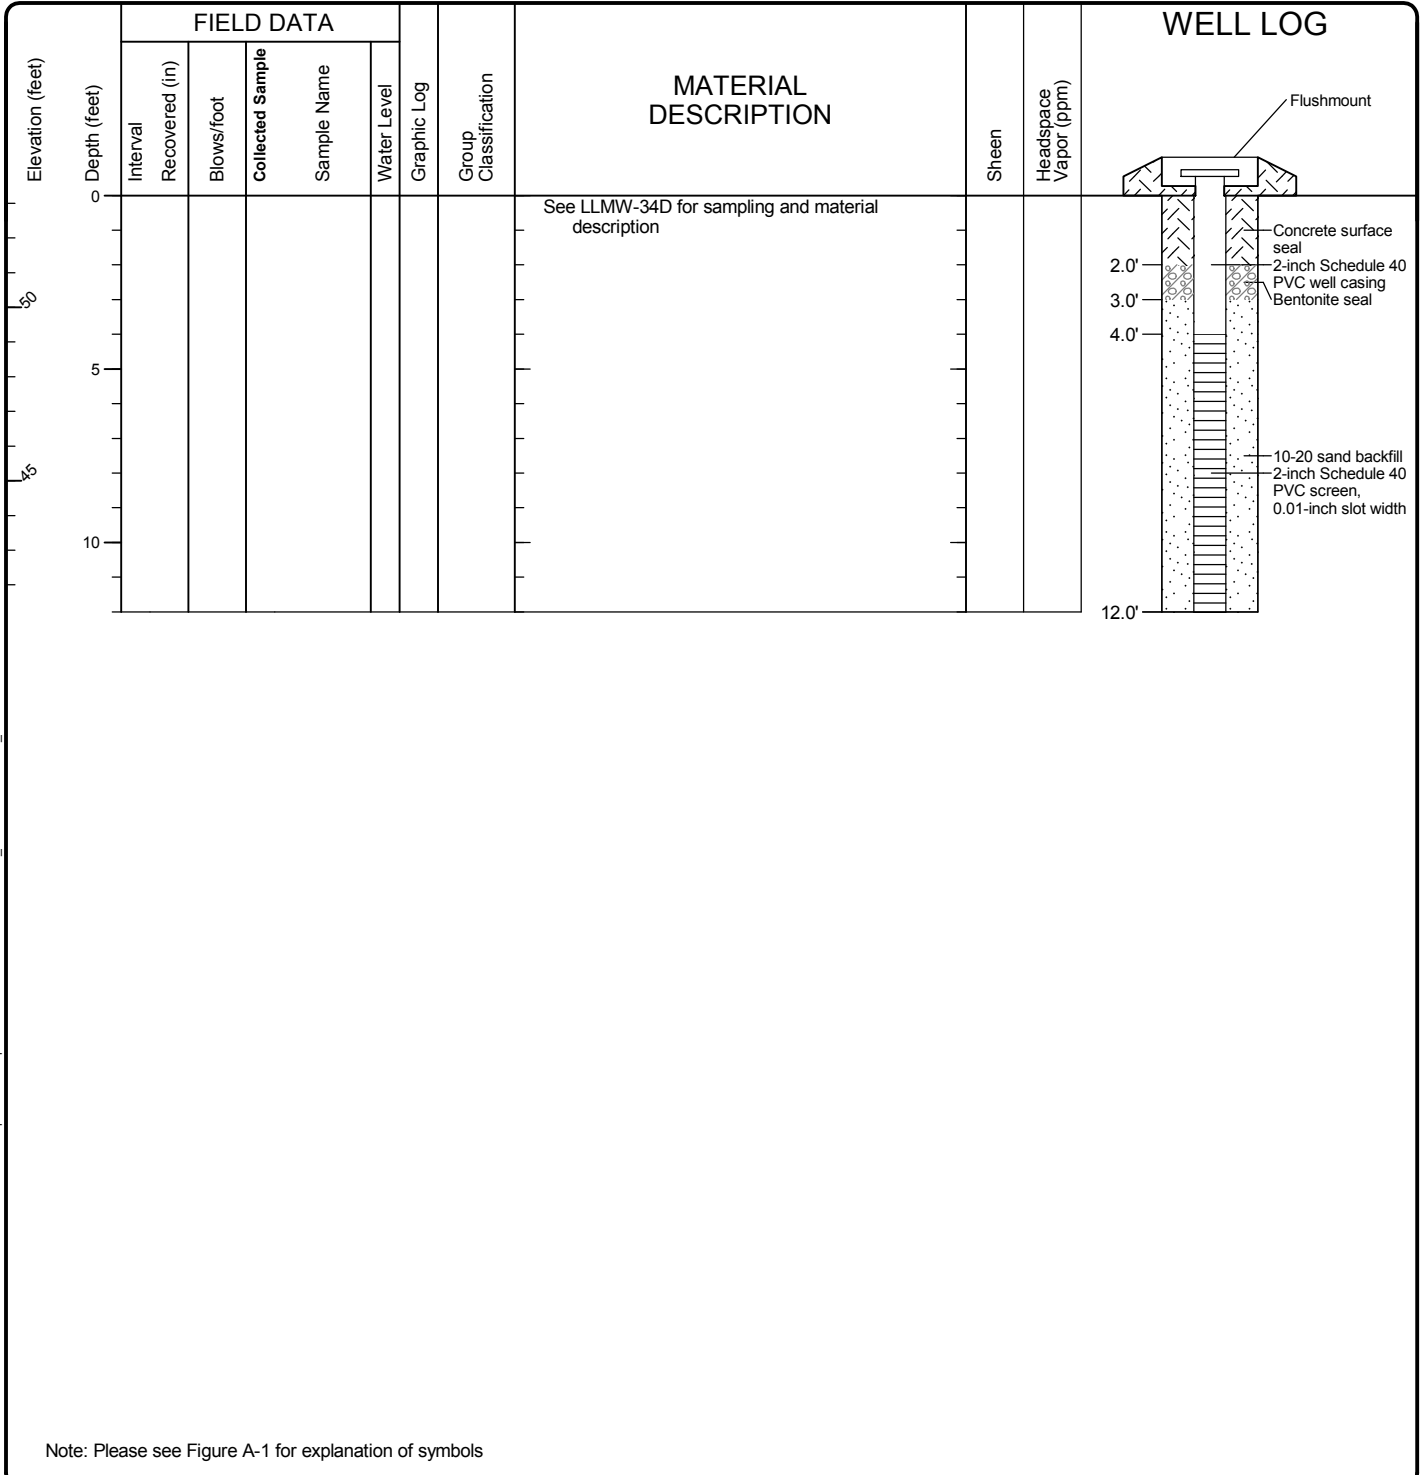 FIELD DATA
WELL LOG
Elevation (feet)
Depth (feet)
Interval
Recovered (in)
Blows/foot
Collected Sample
Sample Name
Water Level
Graphic Log
Group
Classification
MATERIAL
DESCRIPTION
Sheen
Headspace
Vapor (ppm)
Flushmount
0
See LLMW-34D for sampling and material
description
Concrete surface
seal
2.0'
2-inch Schedule 40
PVC well casing
50
3.0'
Bentonite seal
4.0'
5
45
10-20 sand backfill
2-inch Schedule 40
PVC screen,
0.01-inch slot width
10
12.0'
Note: Please see Figure A-1 for explanation of symbols